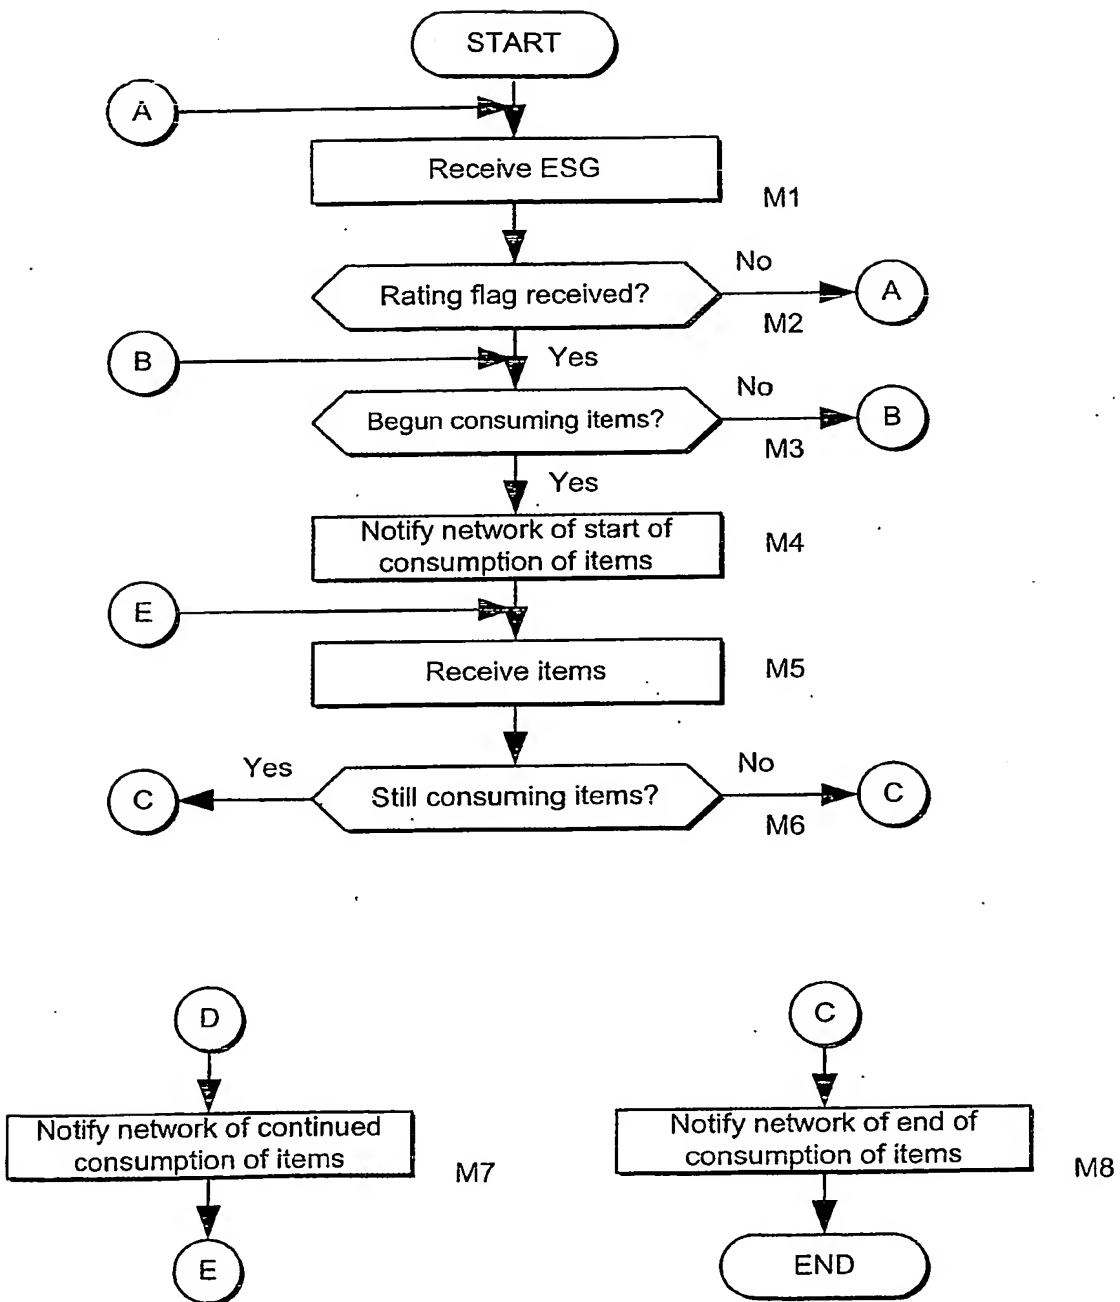 START
A
Receive ESG
M1
Rating flag received?
No
A
M2
B
Yes
Begun consuming items?
No
B
M3
Yes
Notify network of start of
consumption of items
M4
E
Receive items
M5
Yes
C
Still consuming items?
No
C
M6
D
C
Notify network of continued
consumption of items
M7
Notify network of end of
consumption of items
M8
E
END